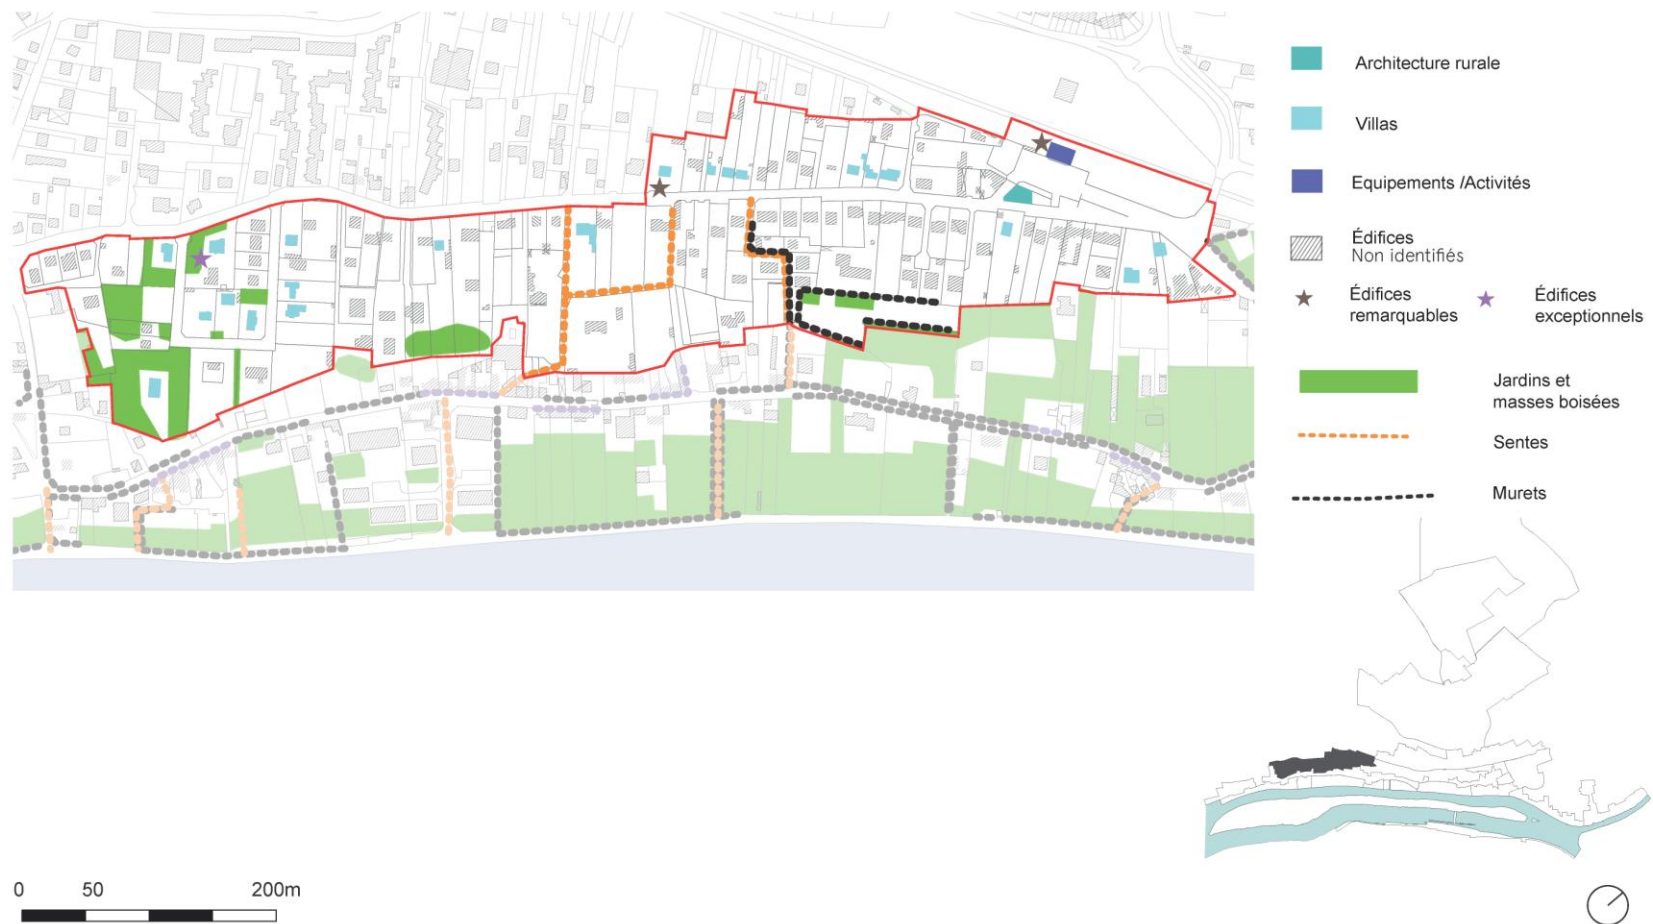 Architecture rurale
Villas
Equipements /Activités
Édifices
Non identifiés
Édifices
remarquables
Édifices
exceptionnels
Jardins et
masses boisées
Sentes
Murets
0 50 200m